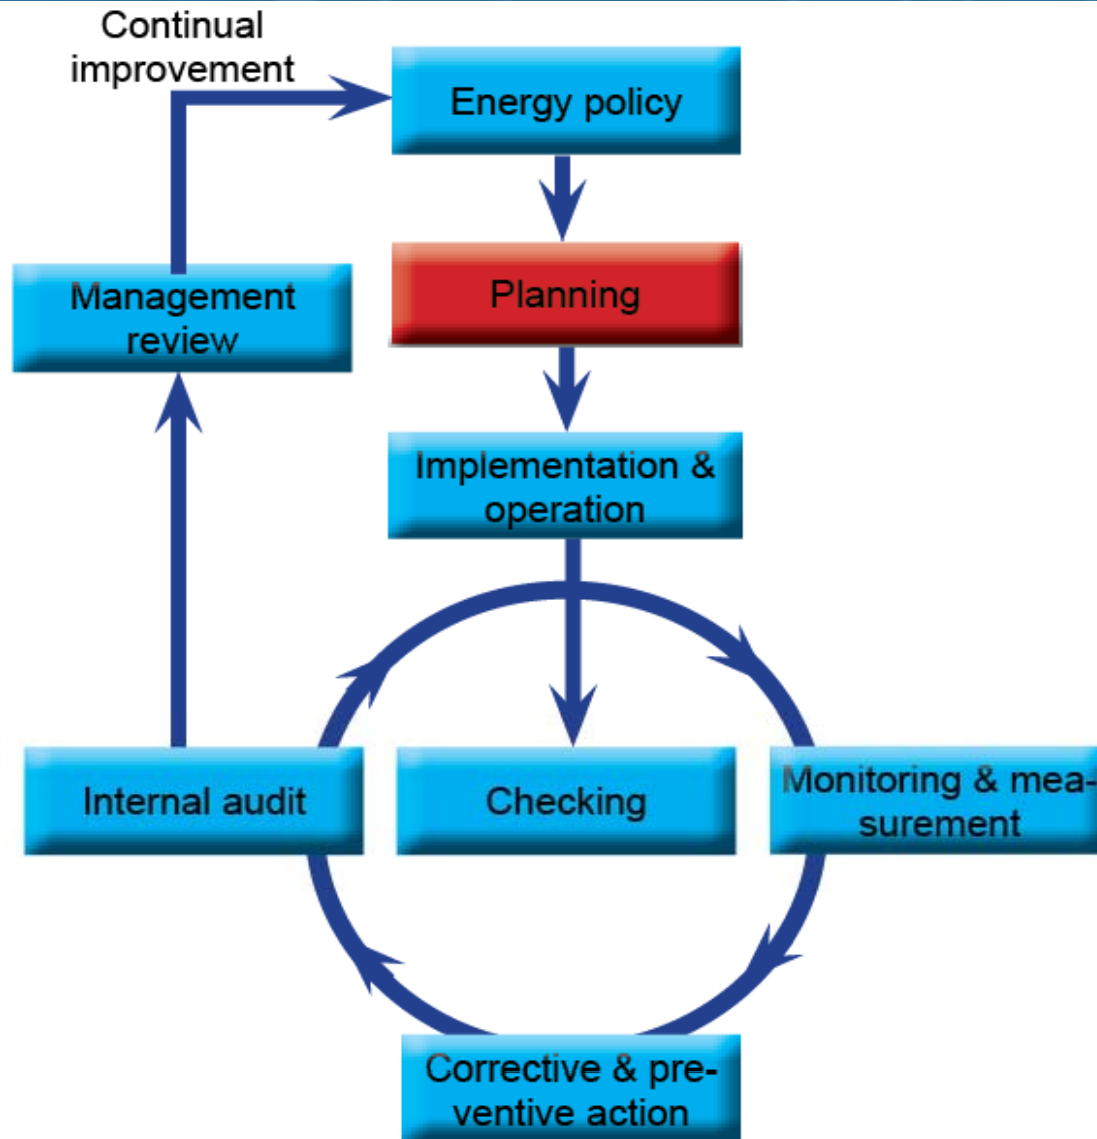 Continual
improvement
Energy policy
Planning
Management
review
Implementation &
operation
Internal audit
Checking
Monitoring & mea-
surement
Corrective & pre-
ventive action